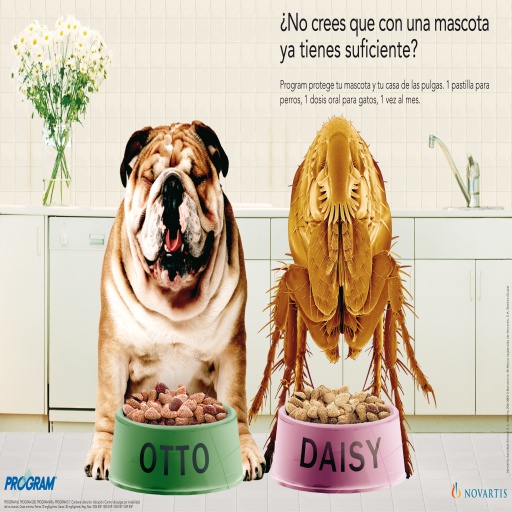 ¿No crees que con una mascota
ya tienes suficiente?
Program protege tu mascota y tu casa de las pulgas. 1 pastilla para
perros, 1 dosis oral para gatos, 1 vez al mes.
OTTO
DAISY
PROGRAM
NOVARTIS